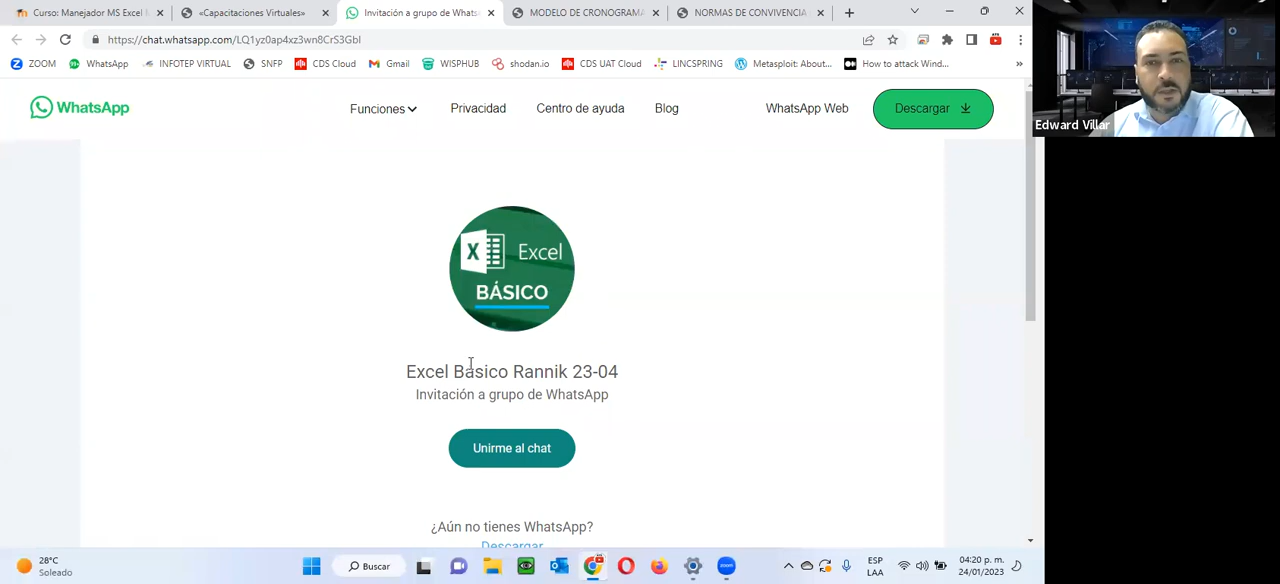 Curso: Manejador MS Excel
«Capacitaciones Virtuales»
Invitación a grupo de Whats
MODELO DE CRONOGRAMA
NORMAS DE CONVIVENCIA
https://chat.whatsapp.com/LQ1yz0ap4xz3wn8CrS3GbI
ZOOM
WhatsApp
INFOTEP VIRTUAL
SNFP
CDS Cloud
Gmail
WISPHUB
shodan.io
CDS UAT Cloud
LINCSPRING
Metasploit: About...
How to attack Wind...
»
WhatsApp
Funciones
Privacidad
Centro de ayuda
Blog
WhatsApp Web
Descargar
Edward Villar
X Excel
BÁSICO
Excel Básico Rannik 23-04
Invitación a grupo de WhatsApp
Unirme al chat
¿Aún no tienes WhatsApp?
Descargar
28°C
Soleado
Buscar
zoom
ESP
LAA
04:20 p. m.
24/01/2023